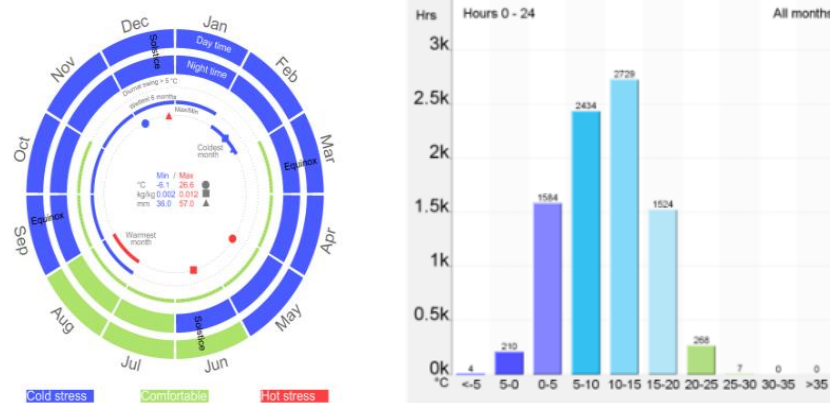 Dec
Jan
Nov
Feb
Solstice
Day time
Night time
Diurnal swing > 5 °C
Wettest 6 months
Max/Min
Oct
Mar
Coldest
month
Equinox
Min / Max
°C -6.1 26.6
kg/kg 0.002 0.012
mm 36.0 57.0
Equinox
Warmest
month
Sep
Apr
Aug
May
Solstice
Jul
Jun
Cold stress
Comfortable
Hot stress
Hrs Hours 0 - 24 All months
3k
2729
2.5k
2434
2k
1584
1524
1.5k
1k
0.5k
210
268
4
7
0
0
0k
°C <-5 5-0 0-5 5-10 10-15 15-20 20-25 25-30 30-35 >35